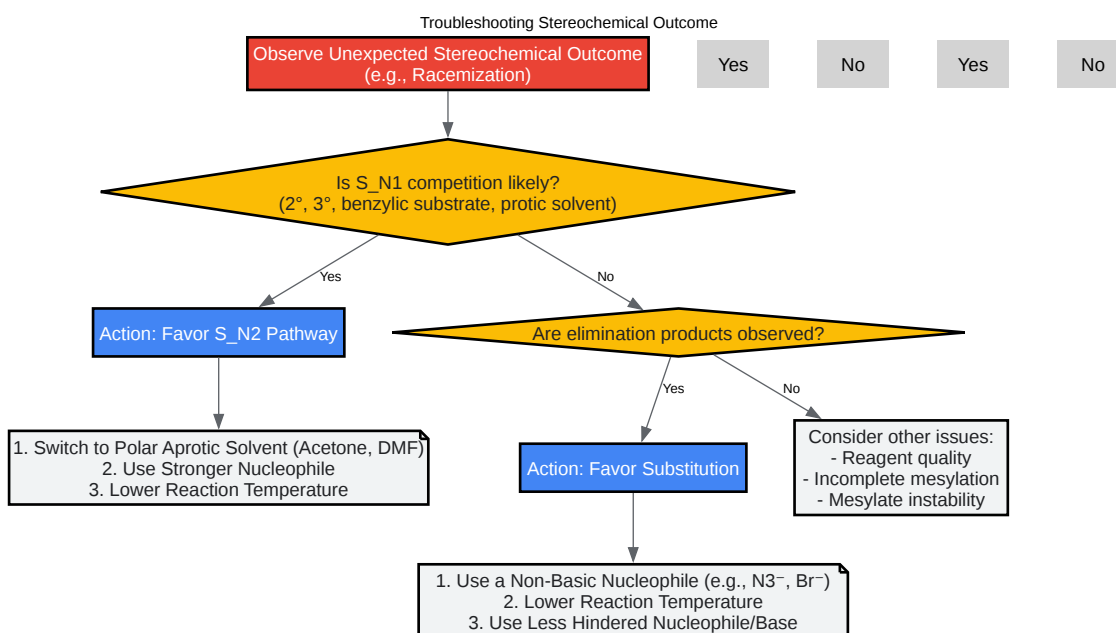 Troubleshooting Stereochemical Outcome
Observe Unexpected Stereochemical Outcome
(e.g., Racemization)
Yes
No
Yes
No
Is S_N1 competition likely?
(2°, 3°, benzylic substrate, protic solvent)
Yes
No
Action: Favor S_N2 Pathway
Are elimination products observed?
Yes
No
1. Switch to Polar Aprotic Solvent (Acetone, DMF)
2. Use Stronger Nucleophile
3. Lower Reaction Temperature
Action: Favor Substitution
Consider other issues:
- Reagent quality
- Incomplete mesylation
- Mesylate instability
1. Use a Non-Basic Nucleophile (e.g., N3⁻, Br⁻)
2. Lower Reaction Temperature
3. Use Less Hindered Nucleophile/Base